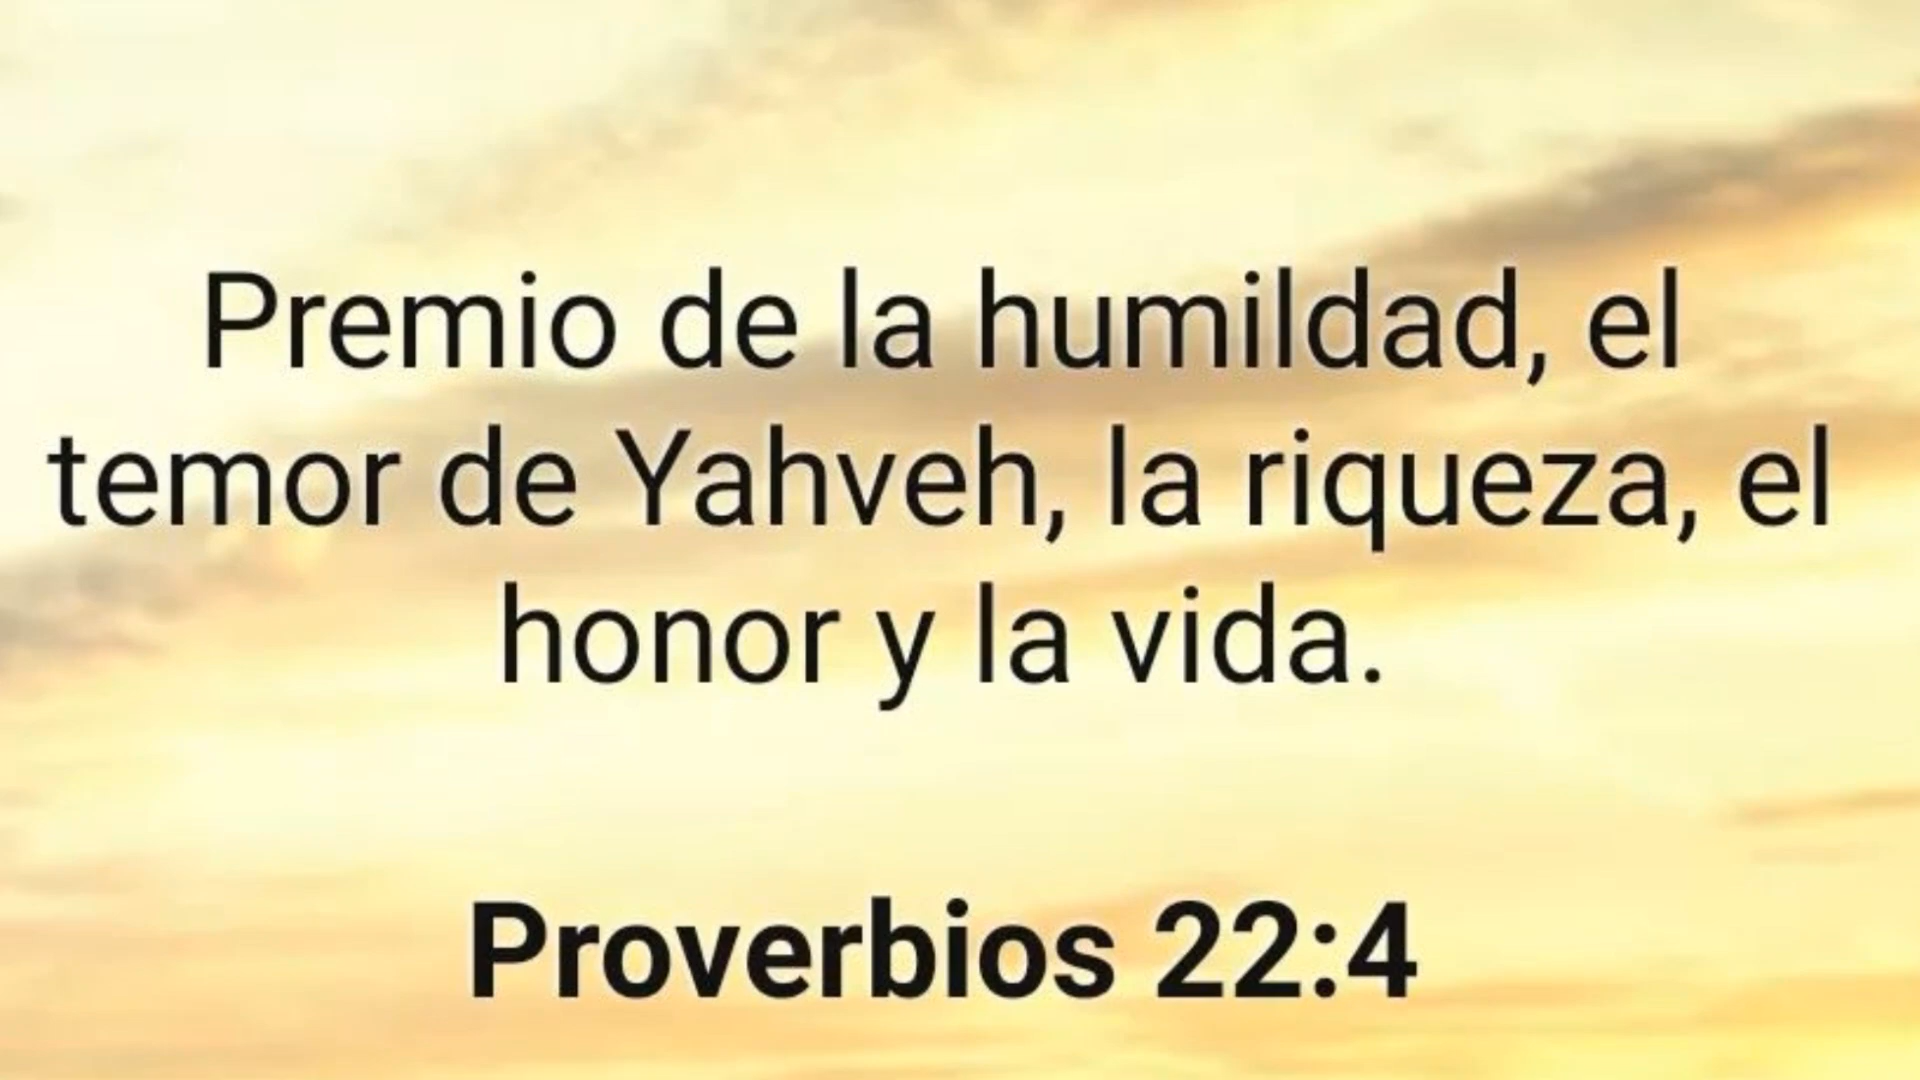 Premio de la humildad, el
temor de Yahveh, la riqueza, el
honor y la vida.
Proverbios 22:4